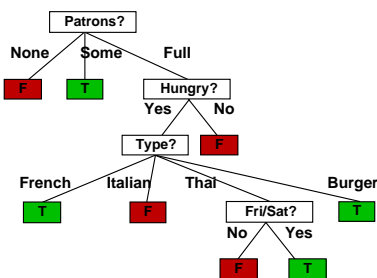 Patrons?
None Some Full
F T Hungry?
Yes No
Type? F
French Italian Thai Burger
T F Fri/Sat? T
No Yes
F T